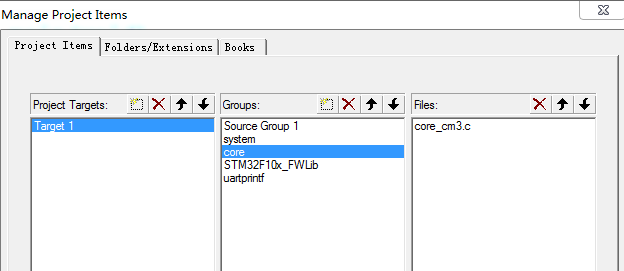 Manage Project Items
Project Items Folders/Extensions Books
Project Targets: Groups: Files:
Target 1 Source Group 1 core_cm3.c
system
core
STM32F10x_FWLib
uartprintf